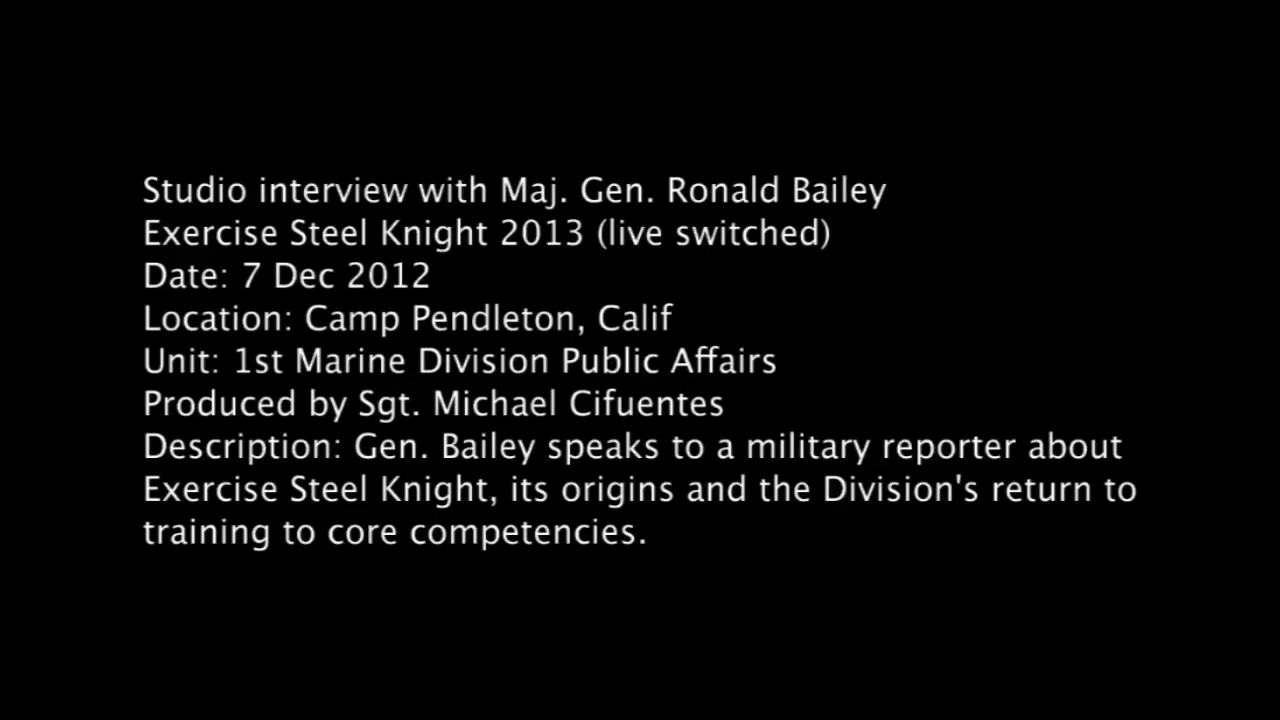 Studio interview with Maj. Gen. Ronald Bailey
Exercise Steel Knight 2013 (live switched)
Date: 7 Dec 2012
Location: Camp Pendleton, Calif
Unit: 1st Marine Division Public Affairs
Produced by Sgt. Michael Cifuentes
Description: Gen. Bailey speaks to a military reporter about
Exercise Steel Knight, its origins and the Division's return to
training to core competencies.